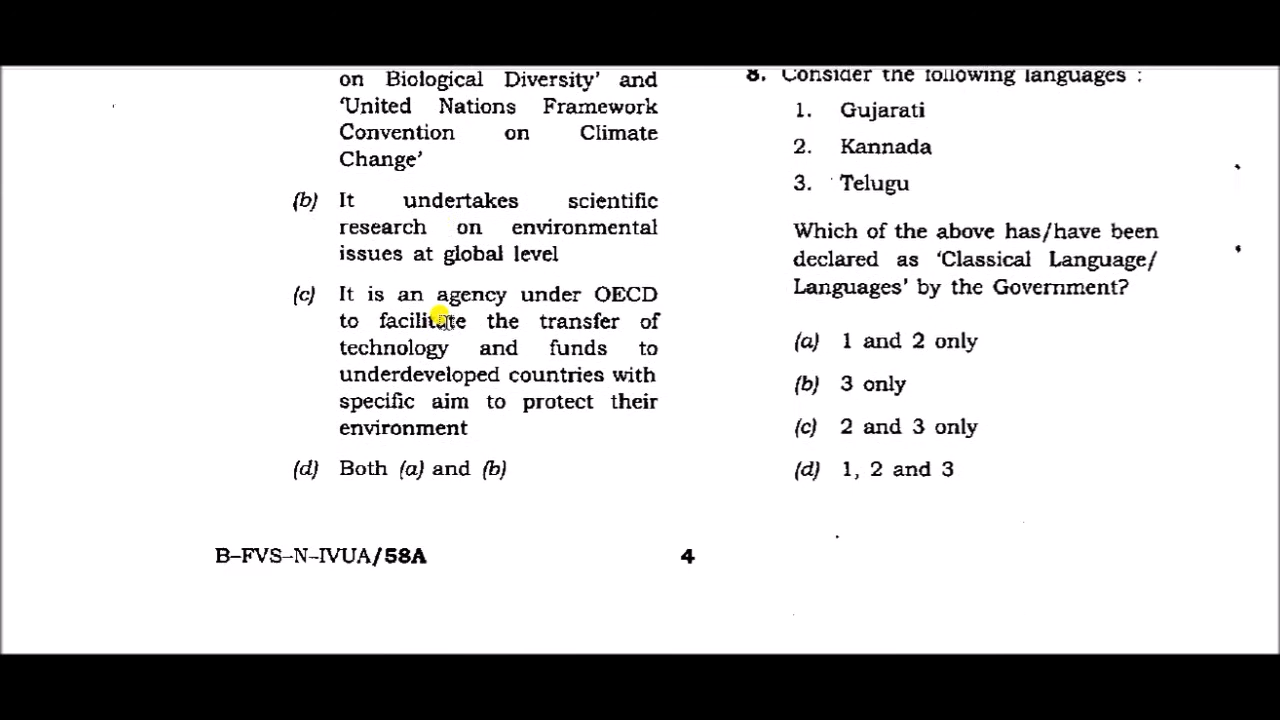 on Biological Diversity' and
'United Nations Framework
Convention on Climate
Change'
(b) It undertakes scientific
research on environmental
issues at global level
(c) It is an agency under OECD
to facilitate the transfer of
technology and funds to
underdeveloped countries with
specific aim to protect their
environment
(d) Both (a) and (b)
8. Consider the following languages :
1. Gujarati
2. Kannada
3. Telugu
Which of the above has/have been
declared as 'Classical Language/
Languages' by the Government?
(a) 1 and 2 only
(b) 3 only
(c) 2 and 3 only
(d) 1, 2 and 3
B–FVS–N–IVUA/58A
4